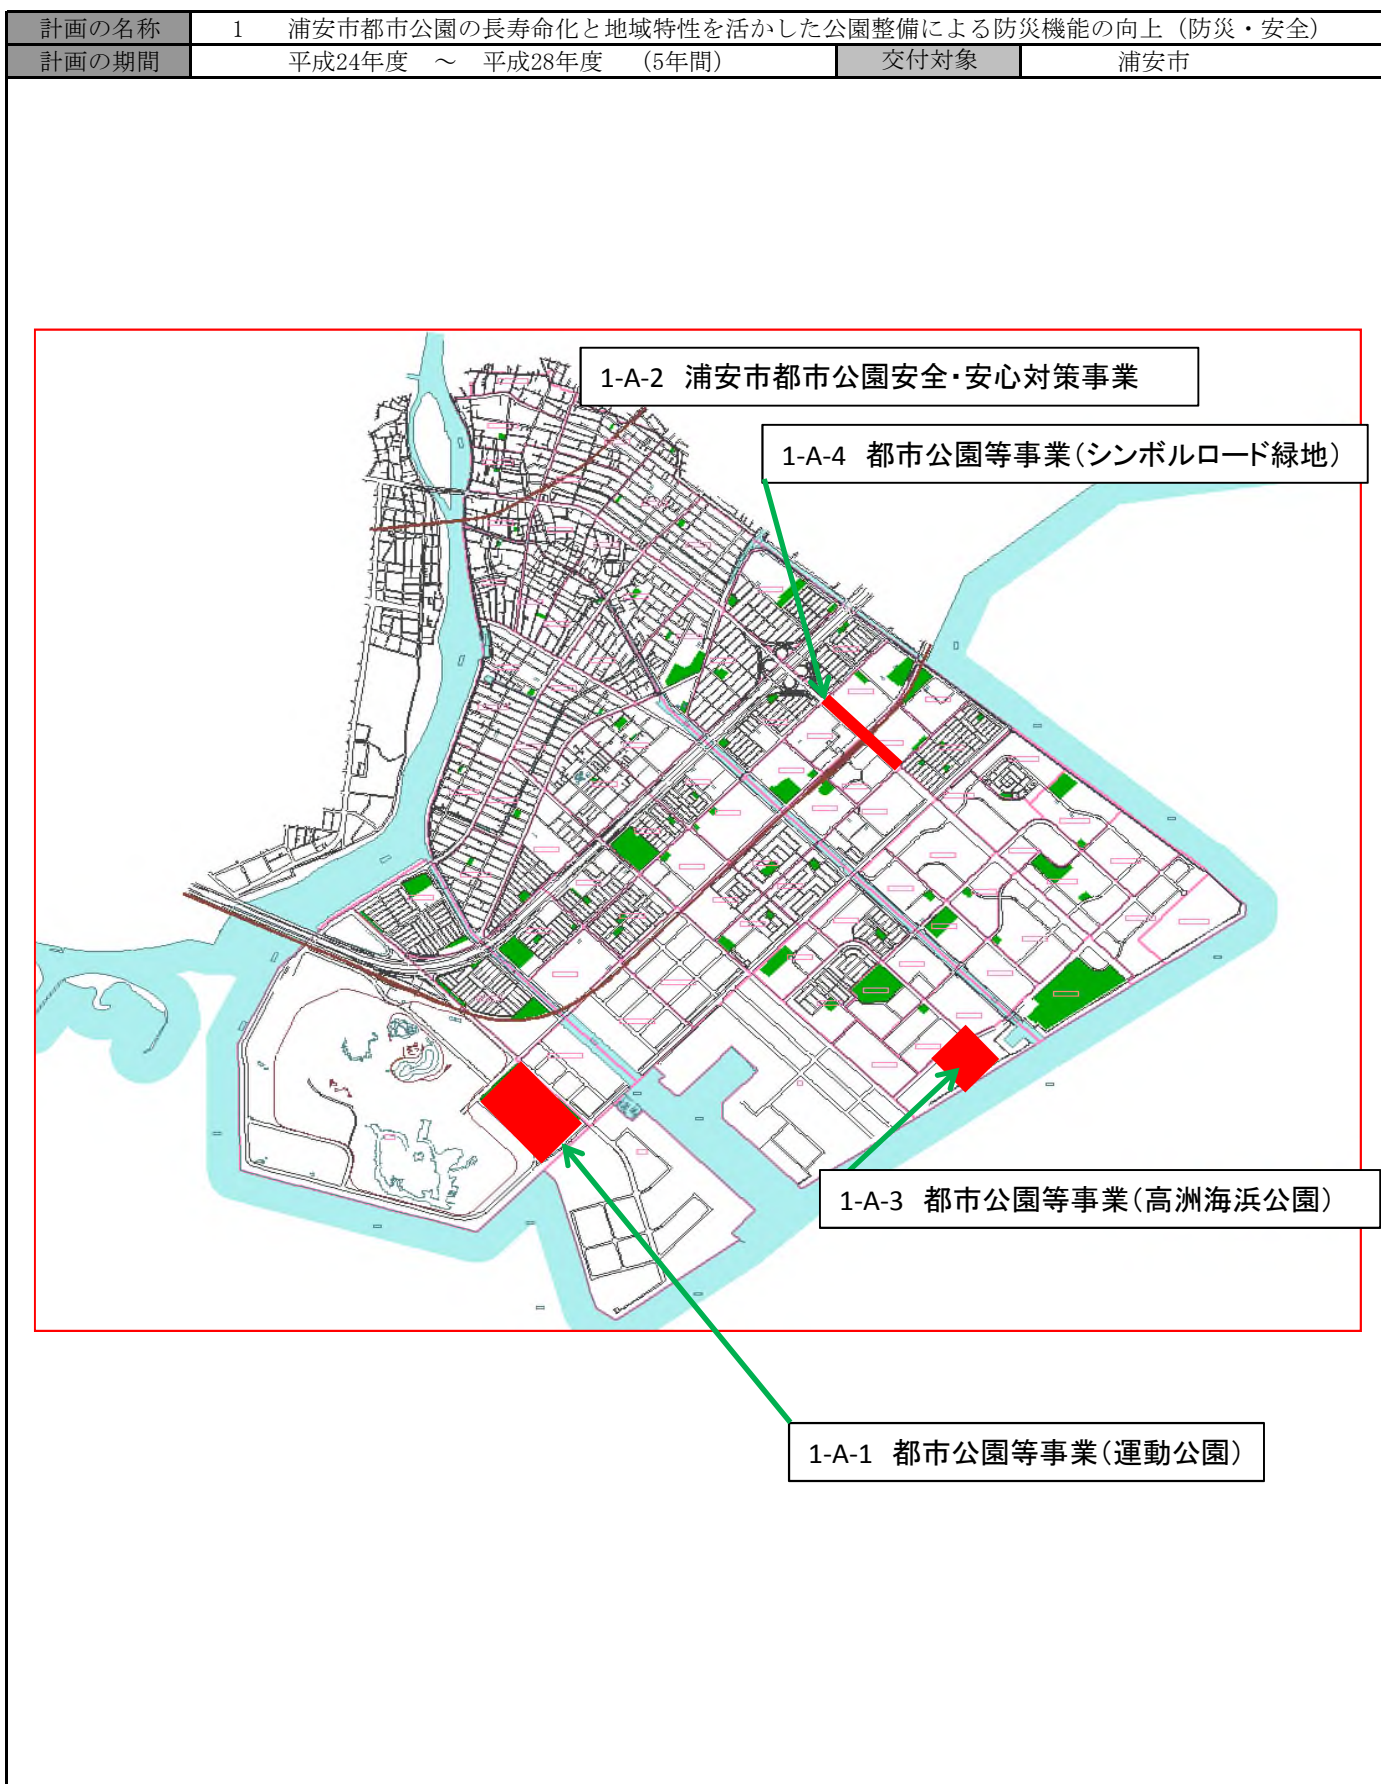 計画の名称 1 浦安市都市公園の長寿命化と地域特性を活かした公園整備による防災機能の向上（防災・安全）
計画の期間 平成24年度 ～ 平成28年度 （5年間） 交付対象 浦安市
1-A-2 浦安市都市公園安全・安心対策事業
1-A-4 都市公園等事業（シンボルロード緑地）
1-A-3 都市公園等事業（高洲海浜公園）
1-A-1 都市公園等事業（運動公園）